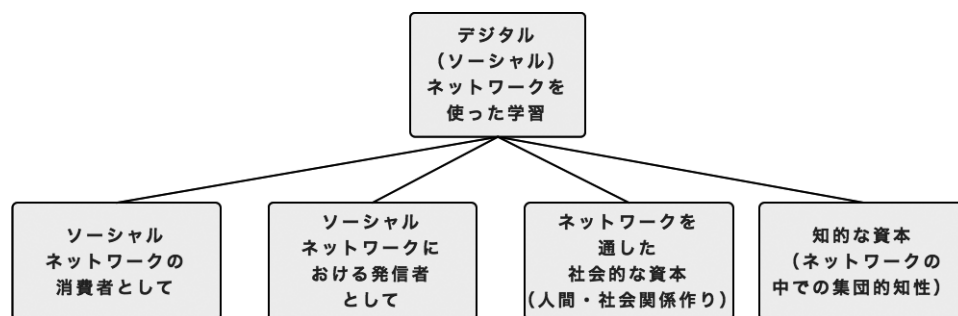 デジタル
（ソーシャル）
ネットワークを
使った学習
ソーシャル
ネットワークの
消費者として
ソーシャル
ネットワークに
おける発信者
として
ネットワークを
通した
社会的な資本
（人間・社会関係作り）
知的な資本
（ネットワークの
中での集団的知性）